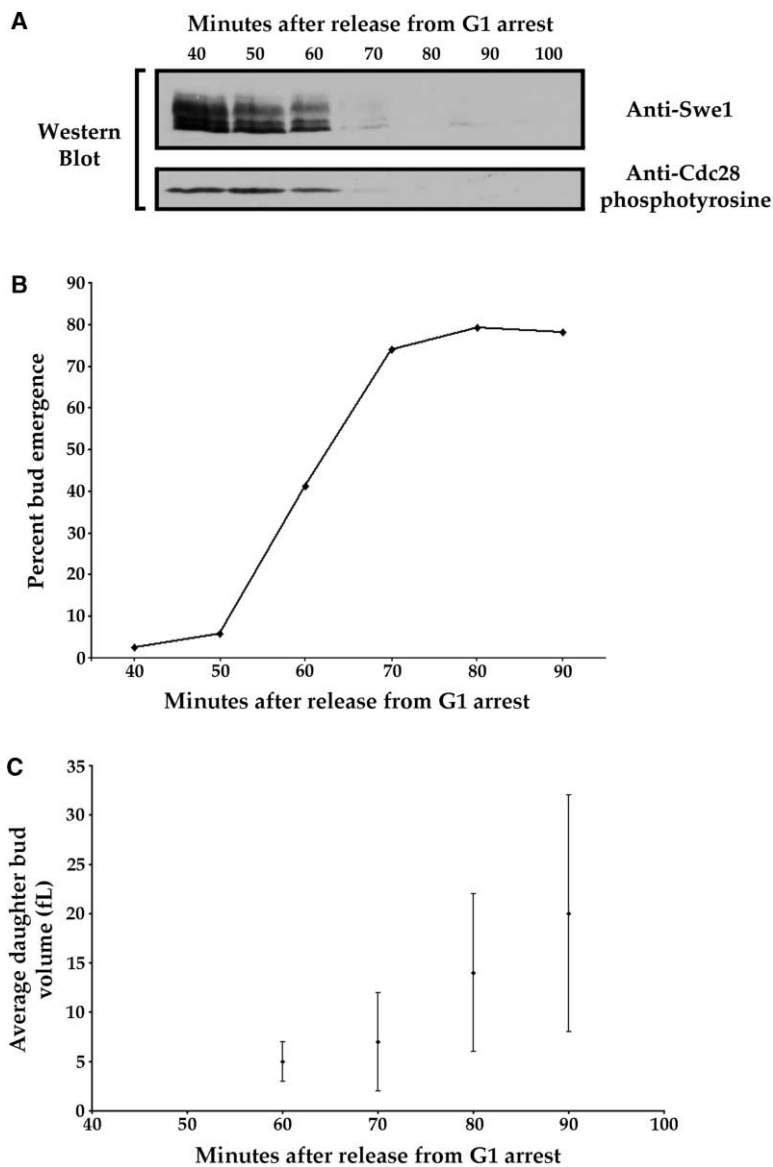 A
Minutes after release from G1 arrest
40 50 60 70 80 90 100
Western
Blot
Anti-Swe1
Anti-Cdc28
phosphotyrosine
B
Percent bud emergence
90
80
70
60
50
40
30
20
10
0
40 50 60 70 80 90
Minutes after release from G1 arrest
C
Average daughter bud
volume (fL)
35
30
25
20
15
10
5
0
40 50 60 70 80 90 100
Minutes after release from G1 arrest